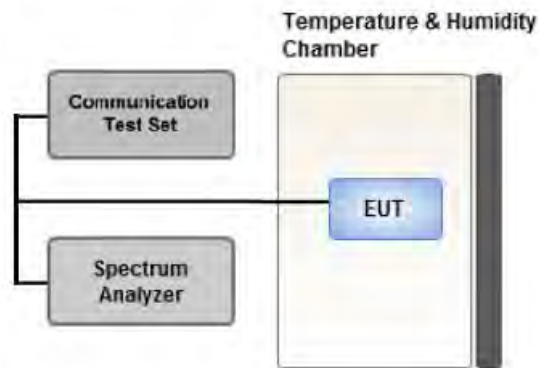 Temperature & Humidity
Chamber
Communication
Test Set
EUT
Spectrum
Analyzer